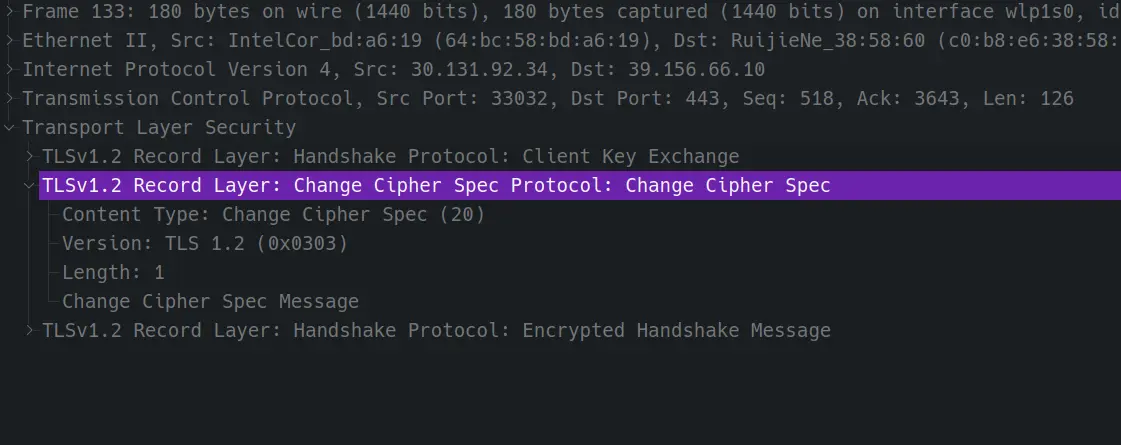 Frame 133: 180 bytes on wire (1440 bits), 180 bytes captured (1440 bits) on interface wlp1s0, id
Ethernet II, Src: IntelCor_bd:a6:19 (64:bc:58:bd:a6:19), Dst: RuijieNe_38:58:60 (c0:b8:e6:38:58:
Internet Protocol Version 4, Src: 30.131.92.34, Dst: 39.156.66.10
Transmission Control Protocol, Src Port: 33032, Dst Port: 443, Seq: 518, Ack: 3643, Len: 126
Transport Layer Security
TLSv1.2 Record Layer: Handshake Protocol: Client Key Exchange
TLSv1.2 Record Layer: Change Cipher Spec Protocol: Change Cipher Spec
Content Type: Change Cipher Spec (20)
Version: TLS 1.2 (0x0303)
Length: 1
Change Cipher Spec Message
TLSv1.2 Record Layer: Handshake Protocol: Encrypted Handshake Message